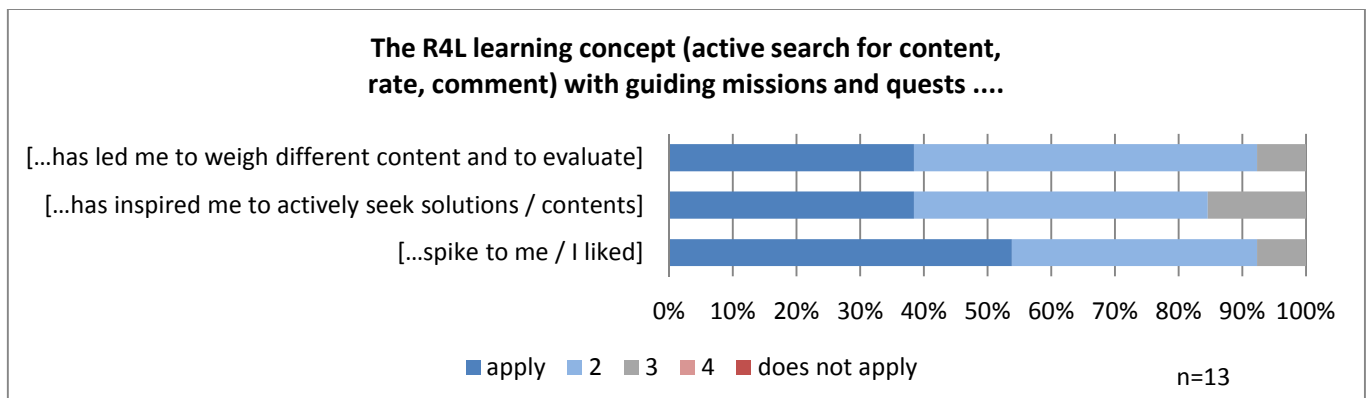 The R4L learning concept (active search for content,
rate, comment) with guiding missions and quests ....
[...has led me to weigh different content and to evaluate]
[...has inspired me to actively seek solutions / contents]
[...spike to me / I liked]
0% 10% 20% 30% 40% 50% 60% 70% 80% 90% 100%
apply 2 3 4 does not apply
n=13